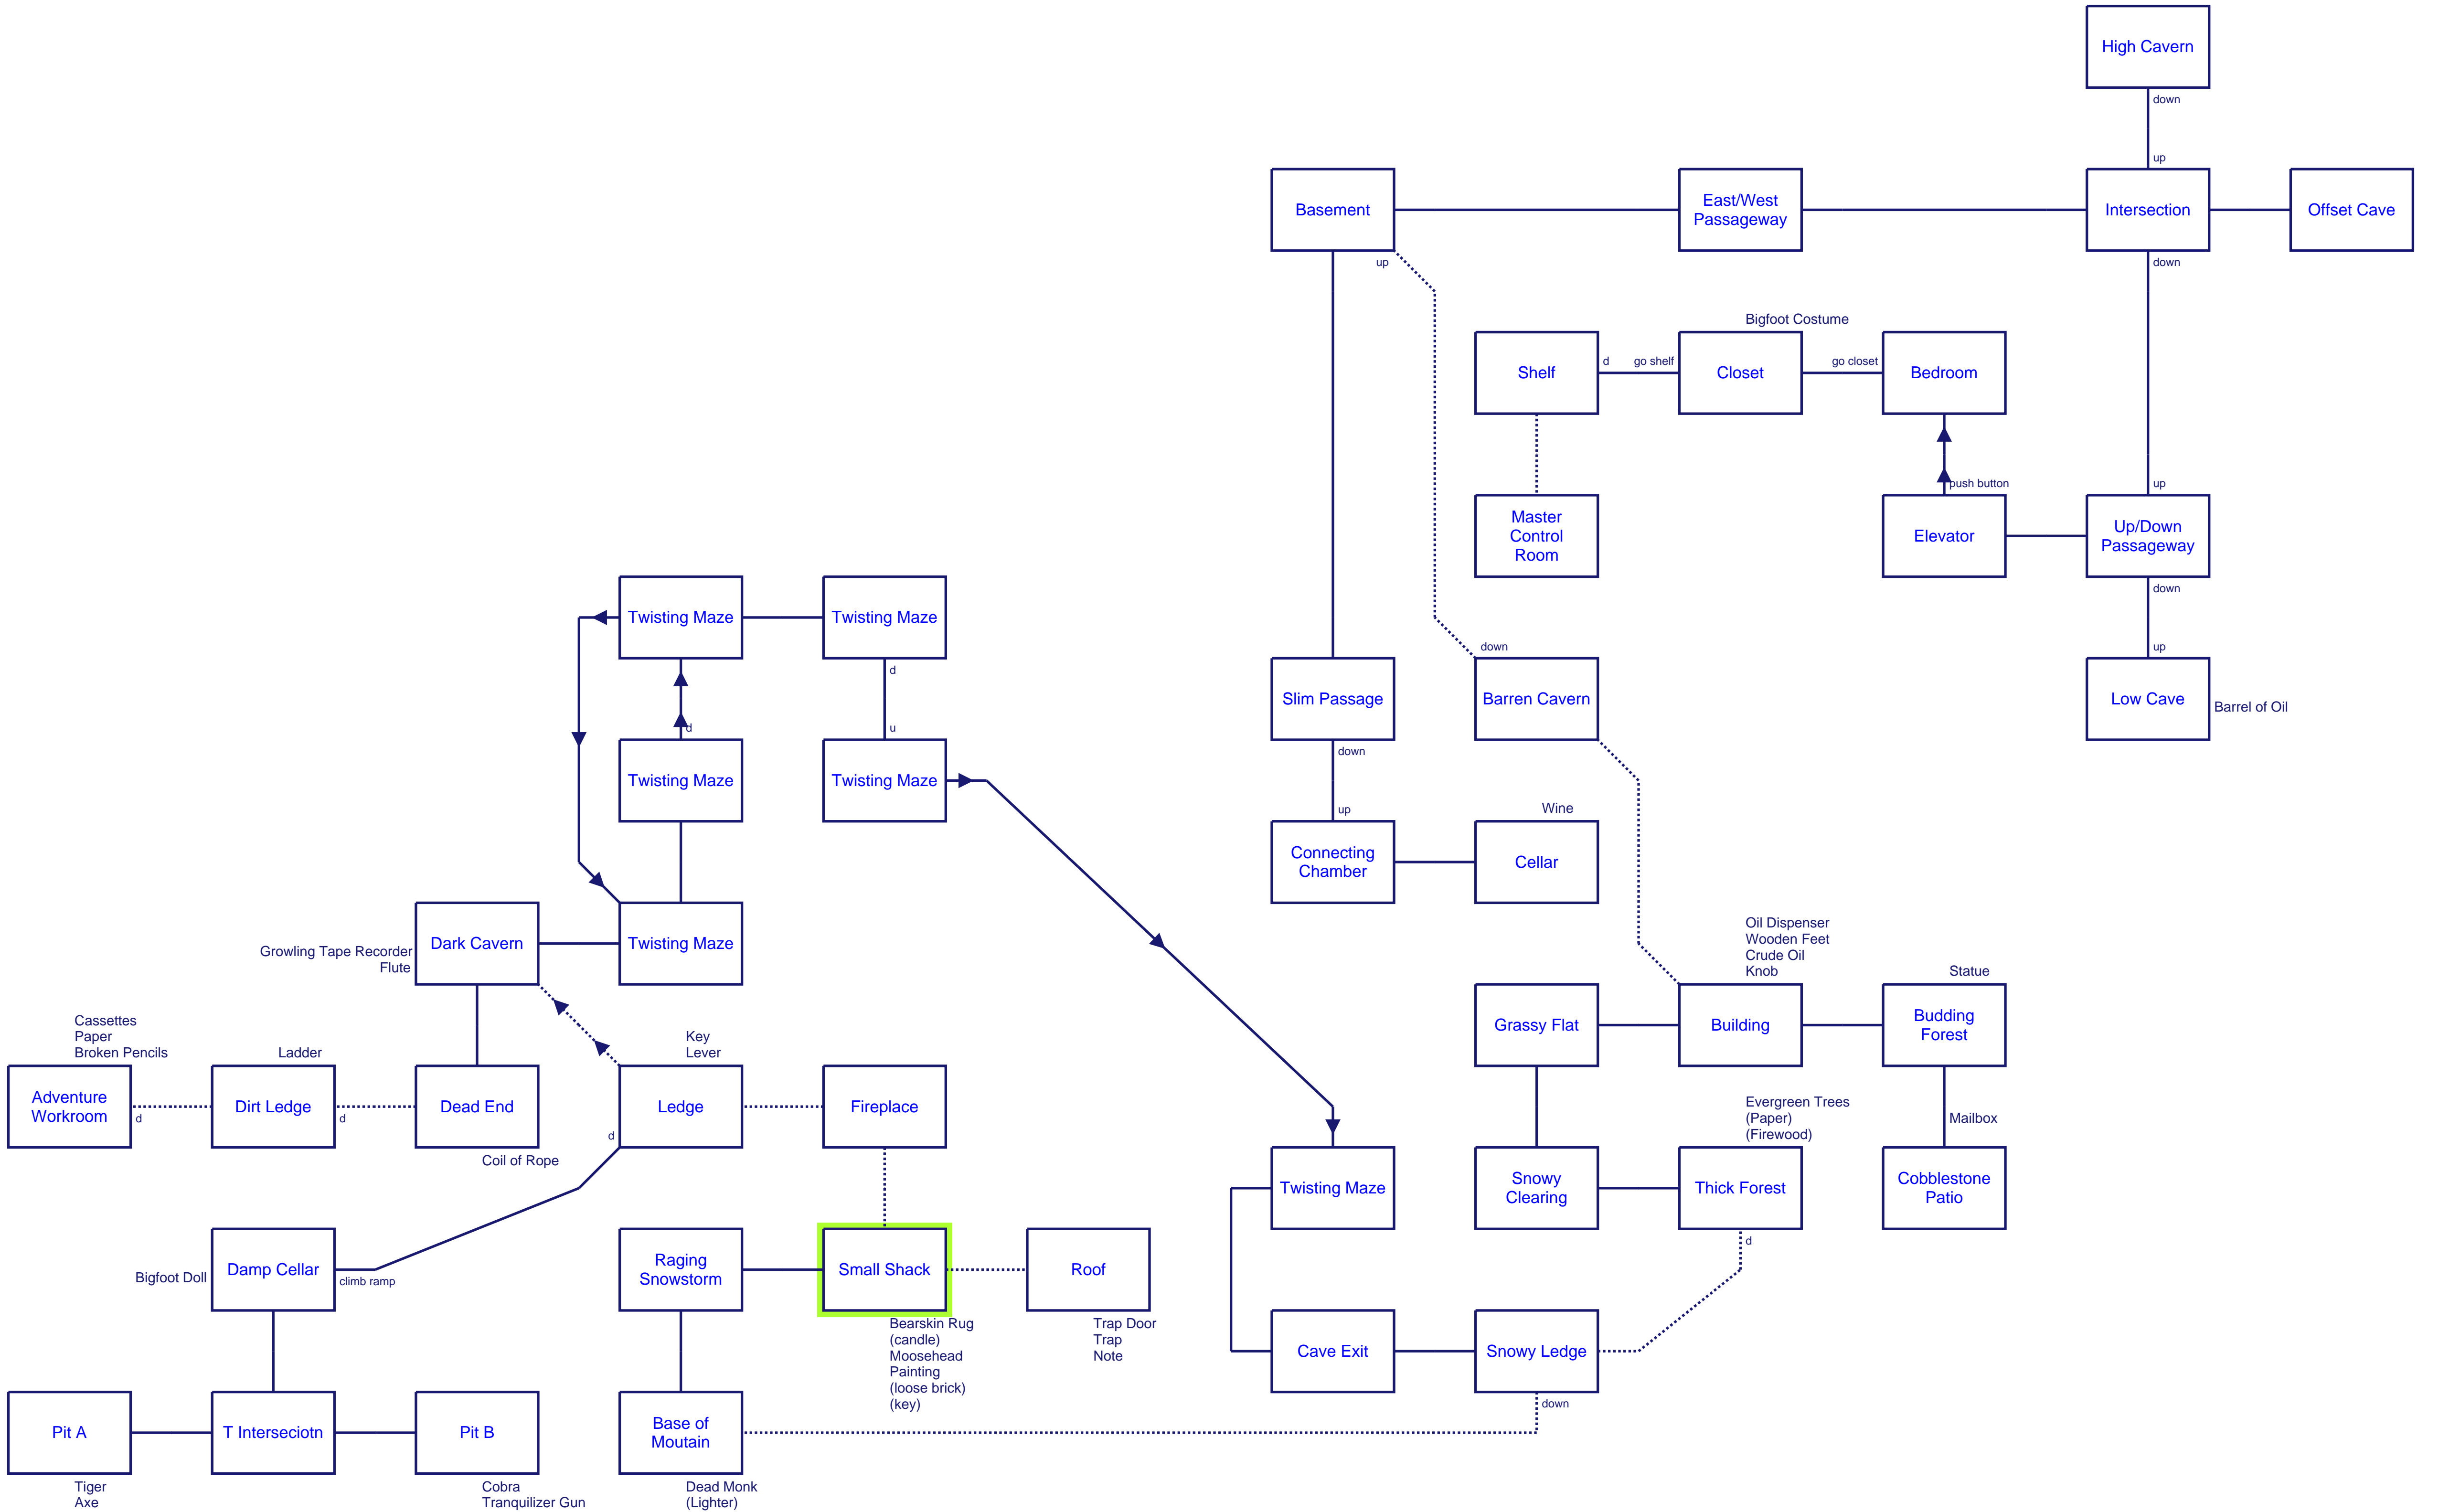 High Cavern
down
up
Basement
East/West
Passageway
Intersection
Offset Cave
up
down
Bigfoot Costume
Shelf
d
go shelf
Closet
go closet
Bedroom
push button
up
Master
Control
Room
Elevator
Up/Down
Passageway
down
Twisting Maze
Twisting Maze
d
down
up
Slim Passage
Barren Cavern
Low Cave
Barrel of Oil
d
u
down
Twisting Maze
Twisting Maze
up
Wine
Connecting
Chamber
Cellar
Growling Tape Recorder
Flute
Dark Cavern
Twisting Maze
Oil Dispenser
Wooden Feet
Crude Oil
Knob
Statue
Grassy Flat
Building
Budding
Forest
Cassettes
Paper
Broken Pencils
Ladder
Key
Lever
Adventure
Workroom
d
Dirt Ledge
d
Dead End
Coil of Rope
d
Ledge
Fireplace
Evergreen Trees
(Paper)
(Firewood)
Mailbox
Twisting Maze
Snowy
Clearing
Thick Forest
d
Cobblestone
Patio
Bigfoot Doll
Damp Cellar
climb ramp
Raging
Snowstorm
Small Shack
Roof
Bearskin Rug
(candle)
Moosehead
Painting
(loose brick)
(key)
Trap Door
Trap
Note
Cave Exit
Snowy Ledge
down
Pit A
T Interseciotn
Pit B
Base of
Moutain
Tiger
Axe
Cobra
Tranquilizer Gun
Dead Monk
(Lighter)